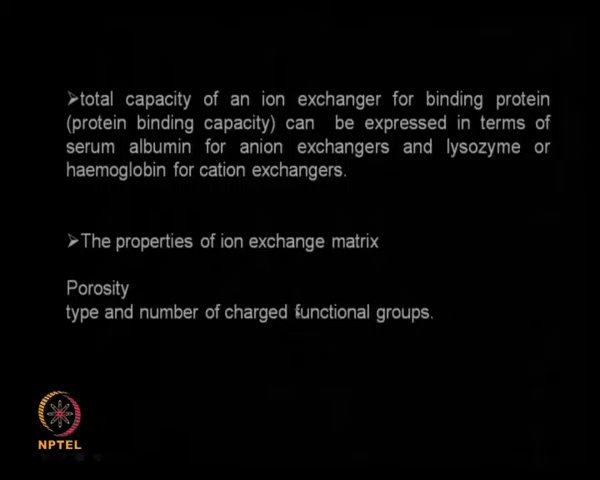 ➢total capacity of an ion exchanger for binding protein
(protein binding capacity) can be expressed in terms of
serum albumin for anion exchangers and lysozyme or
haemoglobin for cation exchangers.
➢The properties of ion exchange matrix
Porosity
type and number of charged functional groups.
NPTEL